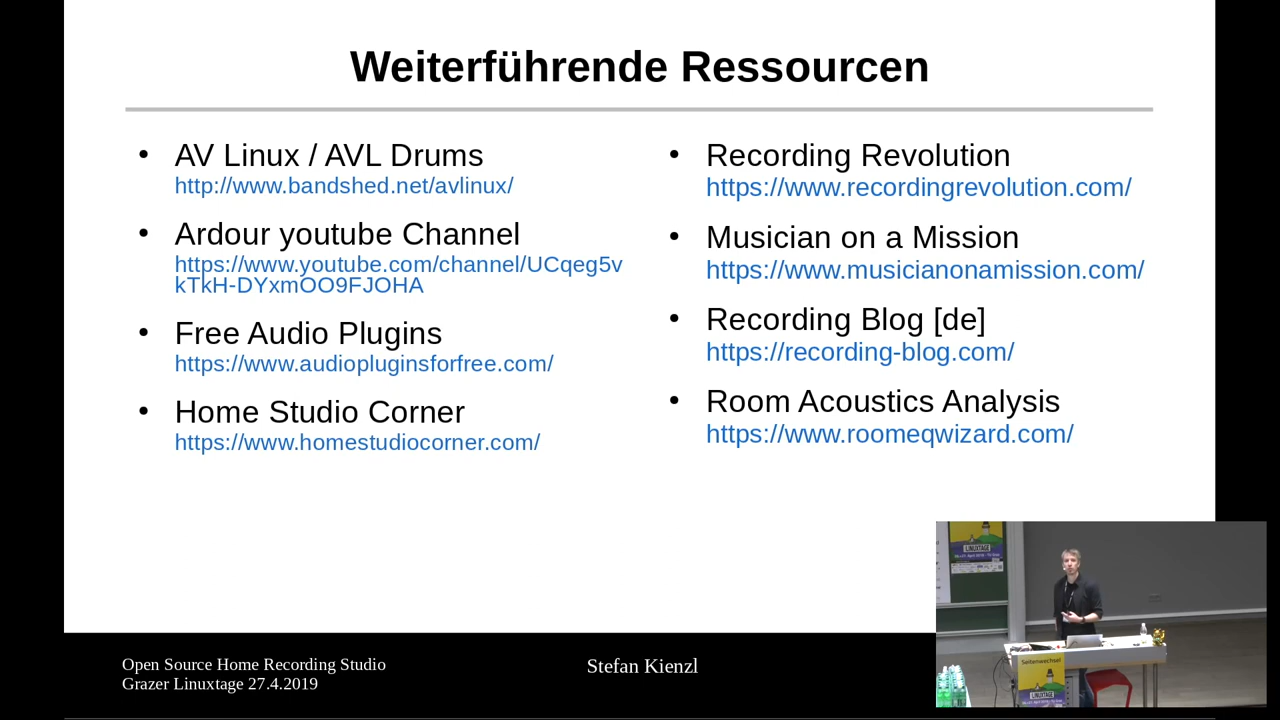 Weiterführende Ressourcen
AV Linux / AVL Drums
http://www.bandshed.net/avlinux/
Ardour youtube Channel
https://www.youtube.com/channel/UCqeg5v
kTkH-DYxmOO9FJOHA
Free Audio Plugins
https://www.audiopluginsforfree.com/
Home Studio Corner
https://www.homestudiocorner.com/
Recording Revolution
https://www.recordingrevolution.com/
Musician on a Mission
https://www.musicianonamission.com/
Recording Blog [de]
https://recording-blog.com/
Room Acoustics Analysis
https://www.roomeqwizard.com/
Open Source Home Recording Studio
Grazer Linuxtage 27.4.2019
Stefan Kienzl
LINUXTAGE
Seitenwechsel
LINUXTAGE